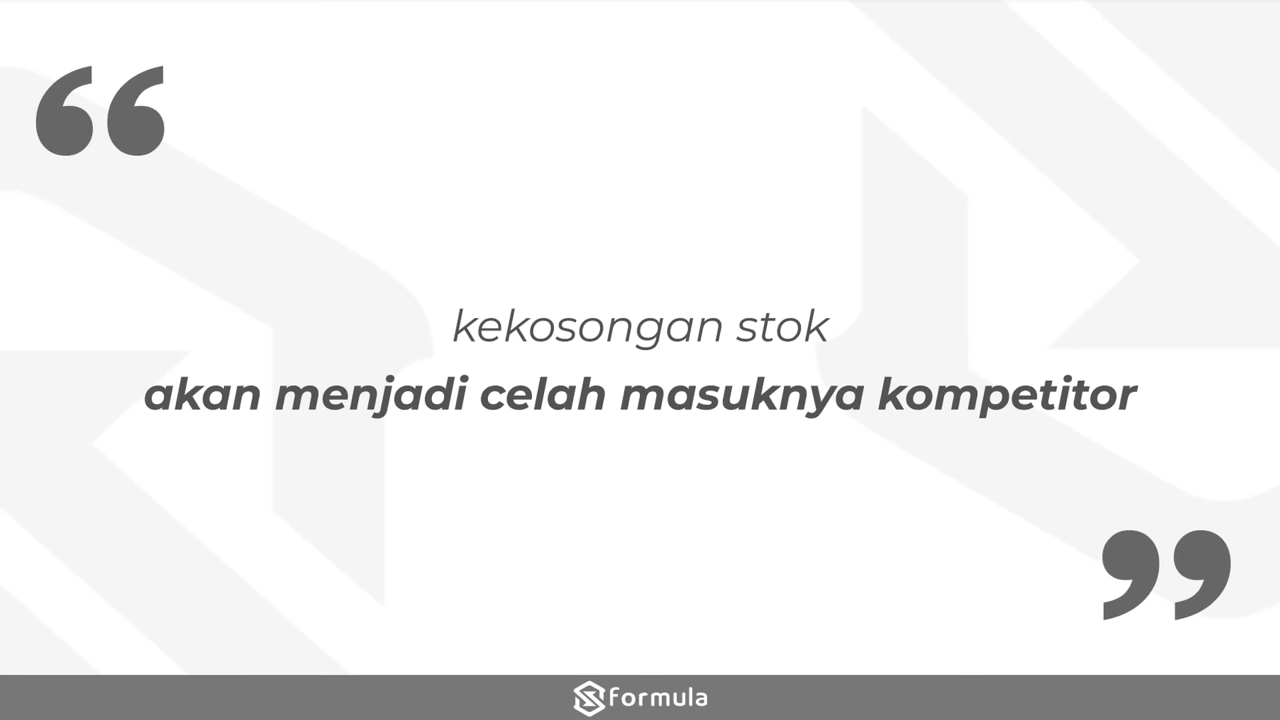 “
kekosongan stok
akan menjadi celah masuknya kompetitor
”
formula